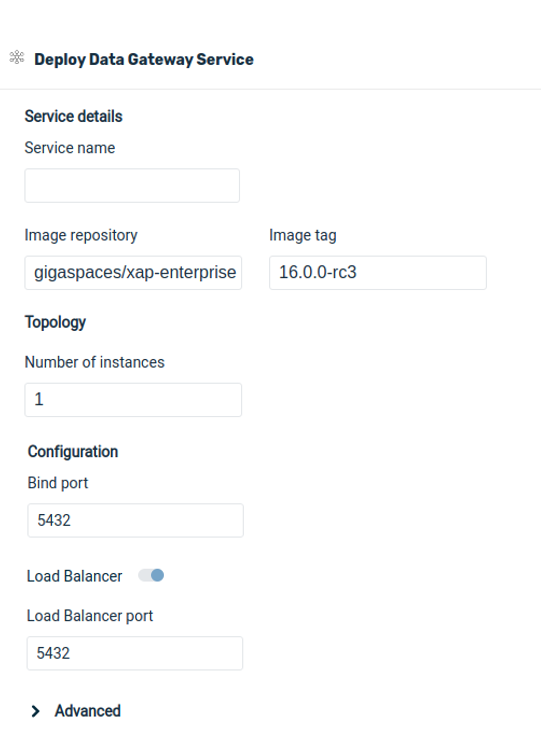 Deploy Data Gateway Service
Service details
Service name
Image repository
Image tag
gigaspaces/xap-enterprise
16.0.0-rc3
Topology
Number of instances
1
Configuration
Bind port
5432
Load Balancer
Load Balancer port
5432
Advanced